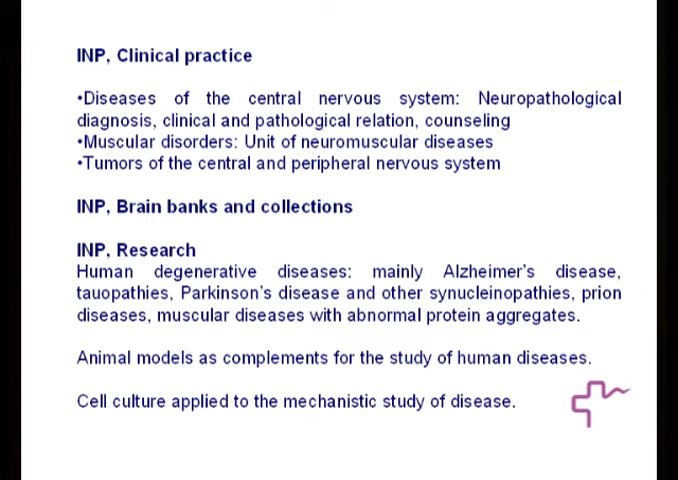 INP, Clinical practice
•Diseases of the central nervous system: Neuropathological
diagnosis, clinical and pathological relation, counseling
•Muscular disorders: Unit of neuromuscular diseases
•Tumors of the central and peripheral nervous system
INP, Brain banks and collections
INP, Research
Human degenerative diseases: mainly Alzheimer's disease,
tauopathies, Parkinson's disease and other synucleinopathies, prion
diseases, muscular diseases with abnormal protein aggregates.
Animal models as complements for the study of human diseases.
Cell culture applied to the mechanistic study of disease.